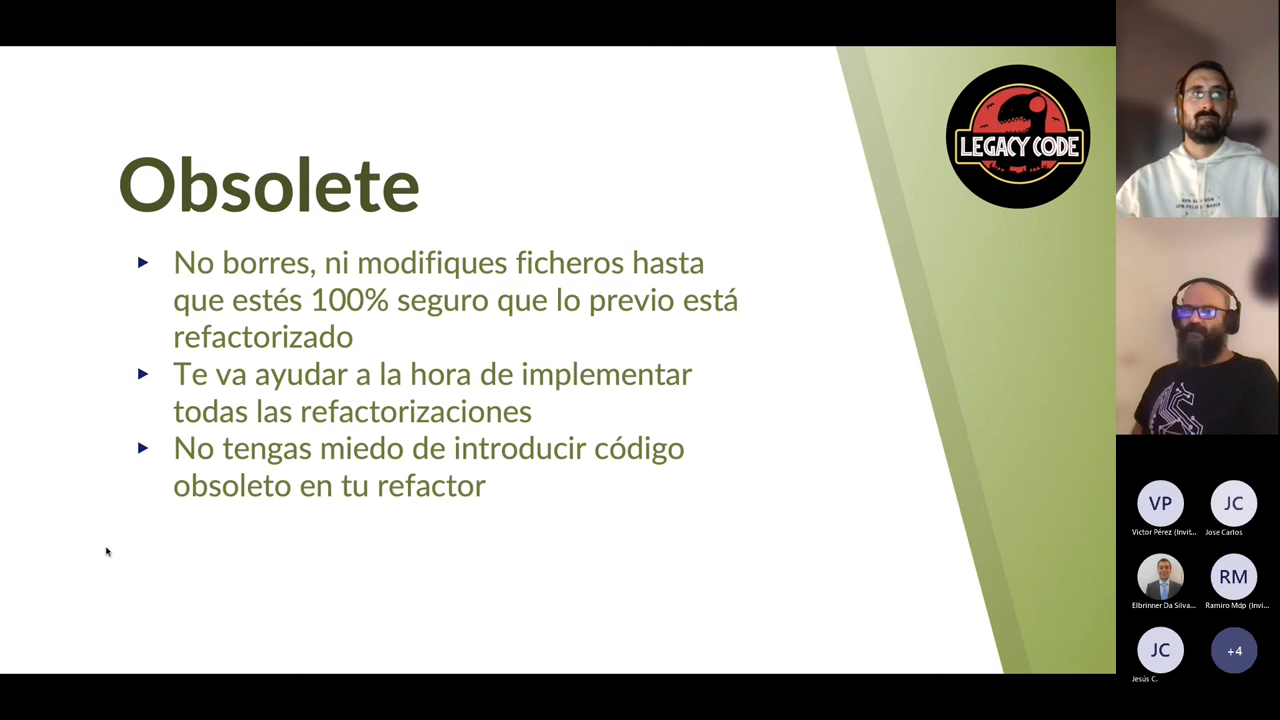 Obsolete
No borres, ni modifiques ficheros hasta
que estés 100% seguro que lo previo está
refactorizado
Te va ayudar a la hora de implementar
todas las refactorizaciones
No tengas miedo de introducir código
obsoleto en tu refactor
LEGACY CODE
VP
JC
Victor Pérez (Invit...
Jose Carlos
RM
Elbrinner Da Silva...
Ramiro Mdp (Invi...
JC
+4
Jesús C.